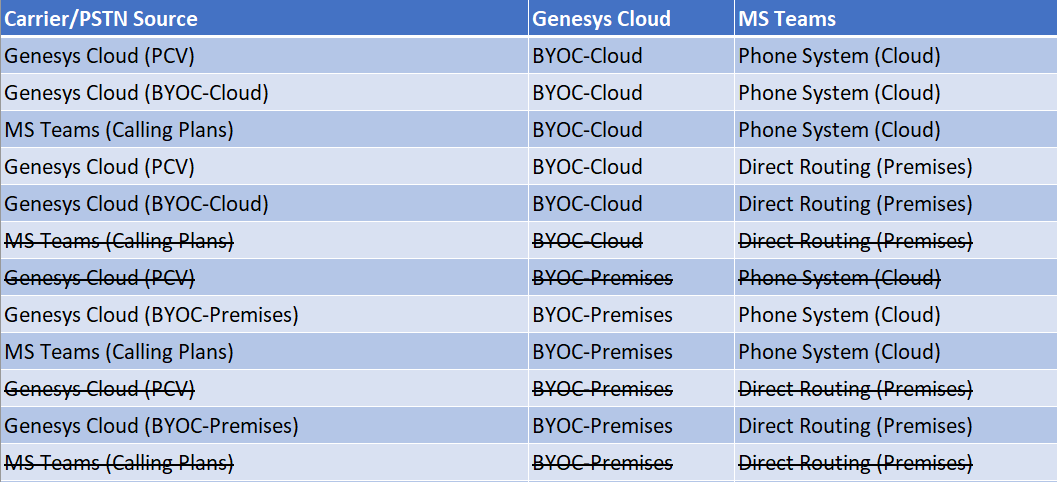 Carrier/PSTN Source Genesys Cloud MS Teams
Genesys Cloud (PCV) BYOC-Cloud Phone System (Cloud)
Genesys Cloud (BYOC-Cloud) BYOC-Cloud Phone System (Cloud)
MS Teams (Calling Plans) BYOC-Cloud Phone System (Cloud)
Genesys Cloud (PCV) BYOC-Cloud Direct Routing (Premises)
Genesys Cloud (BYOC-Cloud) BYOC-Cloud Direct Routing (Premises)
MS Teams (Calling Plans) BYOC-Cloud Direct Routing (Premises)
Genesys Cloud (PCV) BYOC-Premises Phone System (Cloud)
Genesys Cloud (BYOC-Premises) BYOC-Premises Phone System (Cloud)
MS Teams (Calling Plans) BYOC-Premises Phone System (Cloud)
Genesys Cloud (PCV) BYOC-Premises Direct Routing (Premises)
Genesys Cloud (BYOC-Premises) BYOC-Premises Direct Routing (Premises)
MS Teams (Calling Plans) BYOC-Premises Direct Routing (Premises)